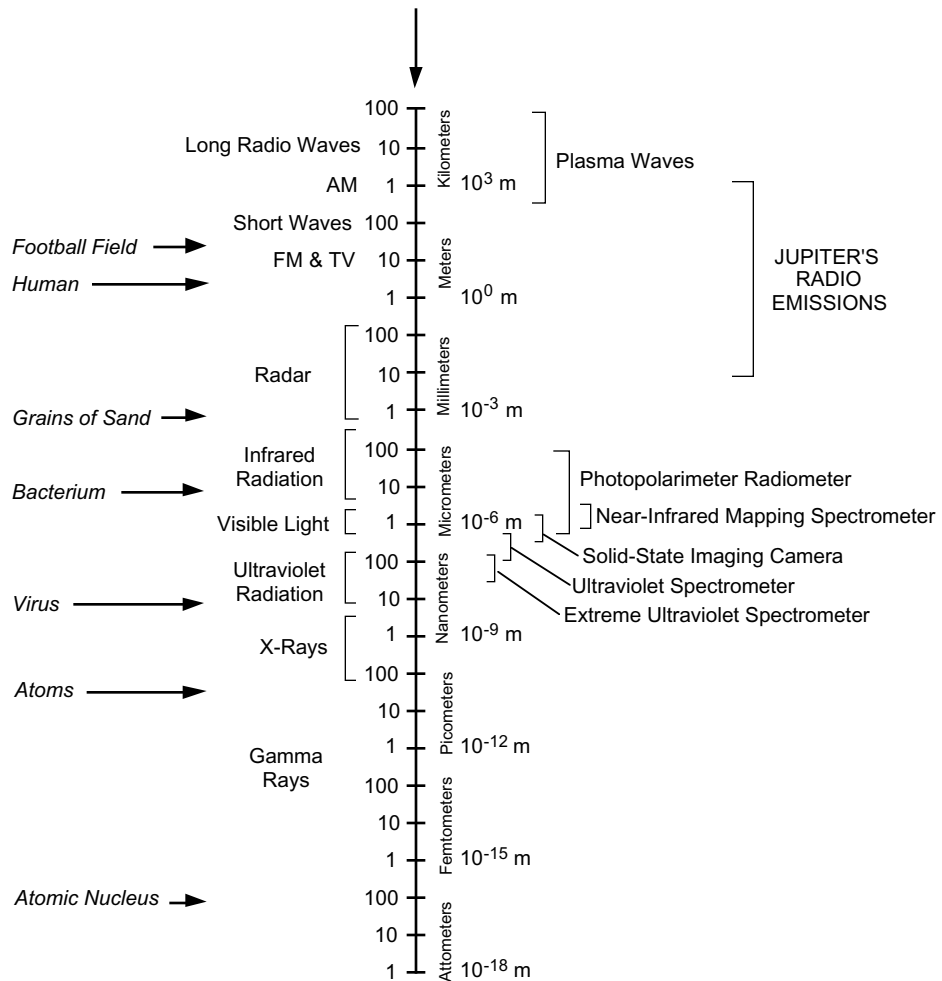 100
Long Radio Waves 10 Kilometers Plasma Waves
AM 1 10³ m
Short Waves 100
Football Field FM & TV 10 Meters JUPITER'S
RADIO
EMISSIONS
Human 1 10⁰ m
100
Radar 10 Millimeters
Grains of Sand 1 10⁻³ m
Infrared
Radiation
100
Photopolimeter Radiometer
Bacterium 10 Micrometers
Visible Light 1 10⁻⁶ m Near-Infrared Mapping Spectrometer
Solid-State Imaging Camera
Ultraviolet
Radiation
100
Ultraviolet Spectrometer
Virus 10 Nanometers Extreme Ultraviolet Spectrometer
X-Rays 1 10⁻⁹ m
100
Atoms 10 Picometers
1 10⁻¹² m
Gamma
Rays
100
10 Femtometers
1 10⁻¹⁵ m
Atomic Nucleus 100
10 Attometers
1 10⁻¹⁸ m